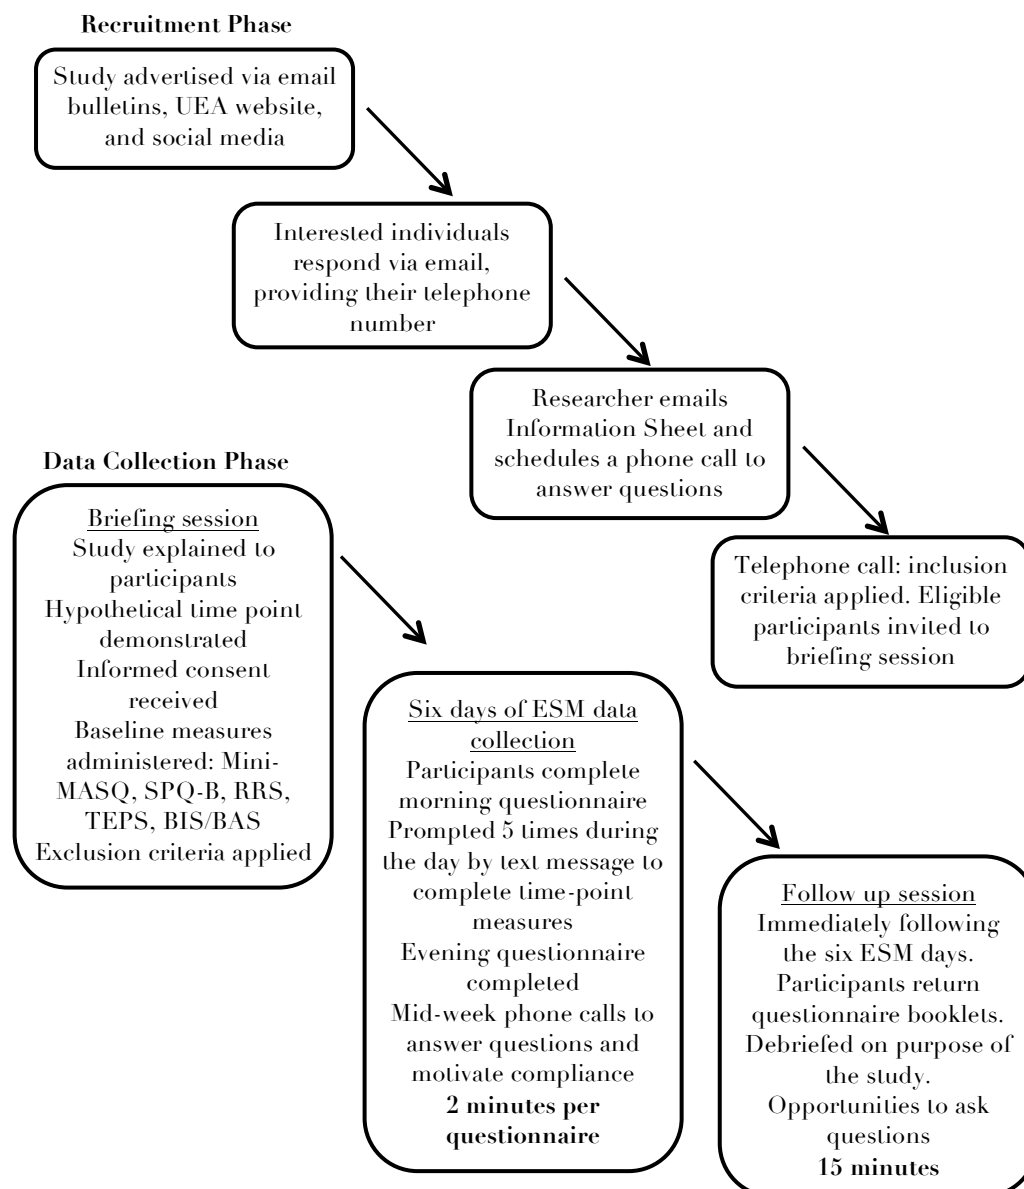 Recruitment Phase
Study advertised via email
bulletins, UEA website,
and social media
Interested individuals
respond via email,
providing their telephone
number
Researcher emails
Information Sheet and
schedules a phone call to
answer questions
Telephone call: inclusion
criteria applied. Eligible
participants invited to
briefing session
Data Collection Phase
Briefing session
Study explained to
participants
Hypothetical time point
demonstrated
Informed consent
received
Baseline measures
administered: Mini-
MASQ, SPQ-B, RRS,
TEPS, BIS/BAS
Exclusion criteria applied
Six days of ESM data
collection
Participants complete
morning questionnaire
Prompted 5 times during
the day by text message to
complete time-point
measures
Evening questionnaire
completed
Mid-week phone calls to
answer questions and
motivate compliance
2 minutes per
questionnaire
Follow up session
Immediately following
the six ESM days.
Participants return
questionnaire booklets.
Debriefed on purpose of
the study.
Opportunities to ask
questions
15 minutes